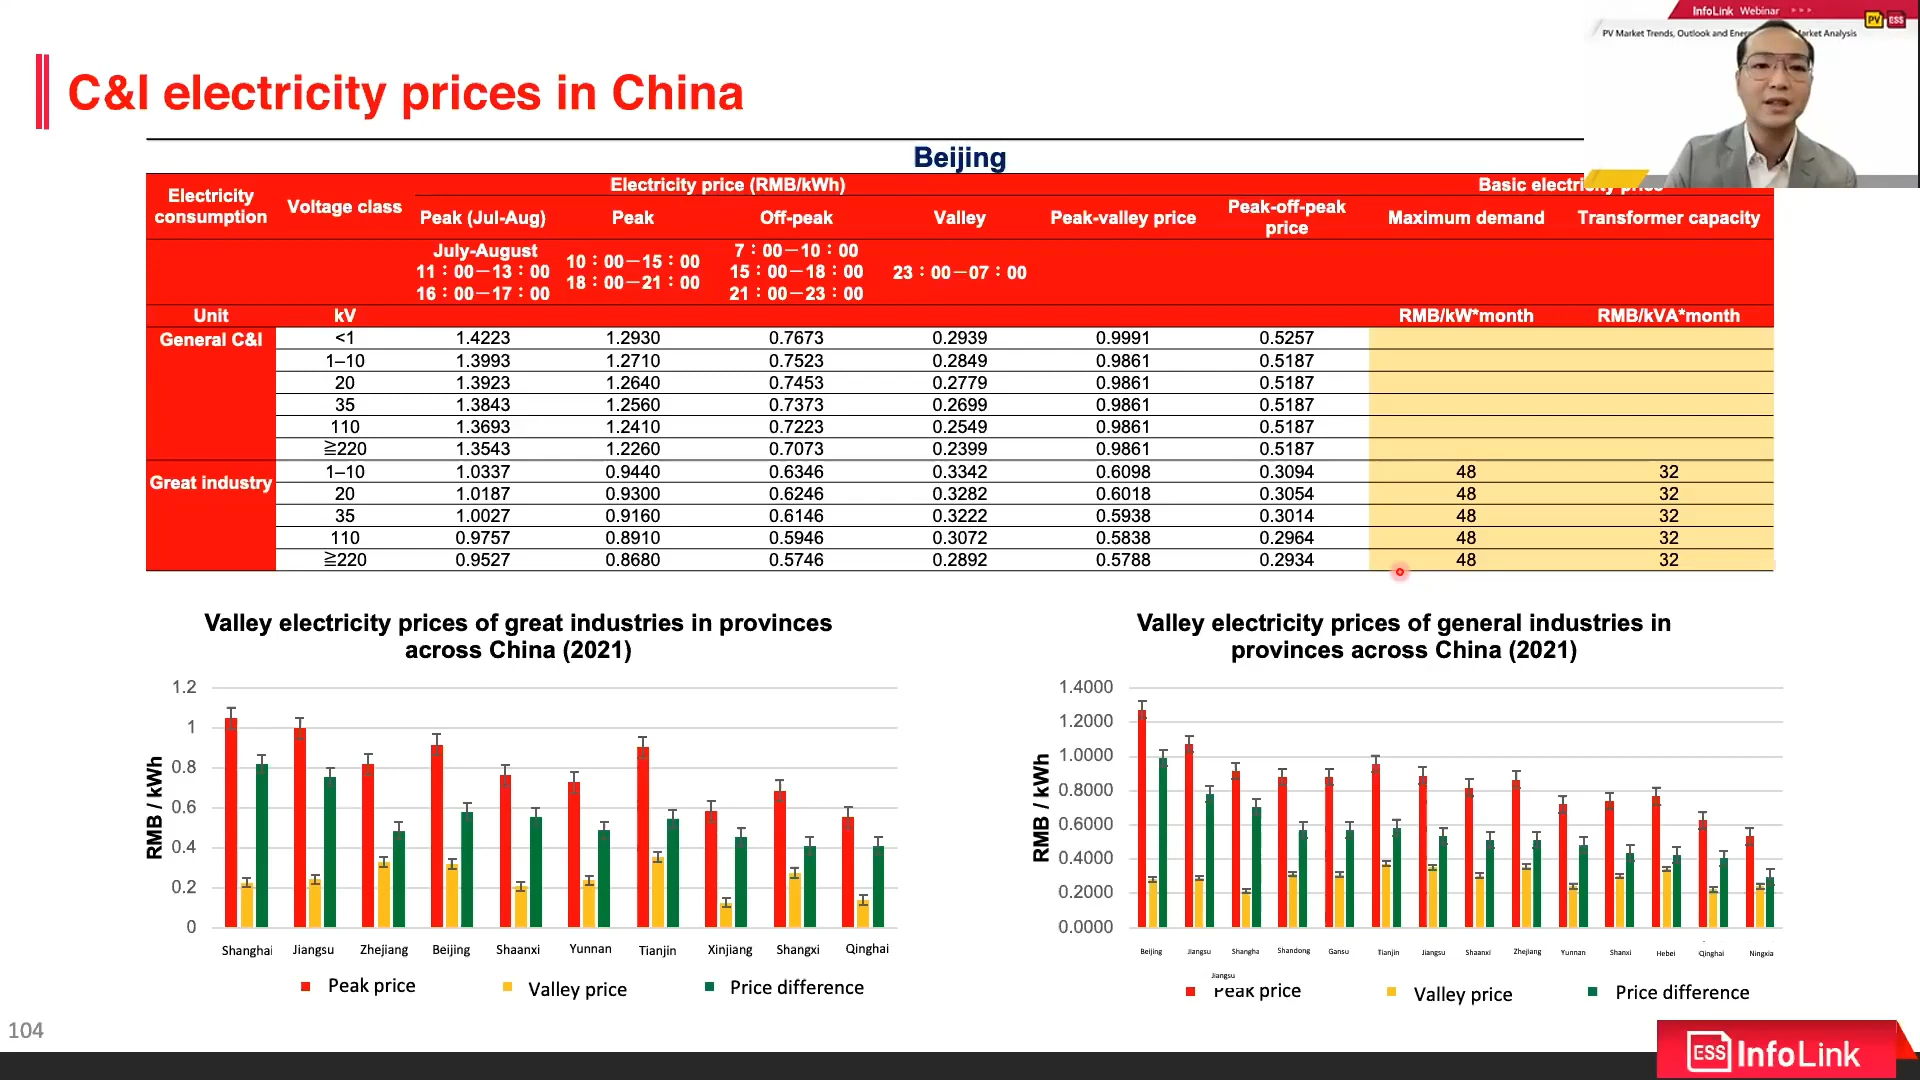 InfoLink Webinar > > >
PV ESS
PV Market Trends, Outlook and Energy Market Analysis
C&I electricity prices in China
Beijing
Electricity consumption Voltage class Electricity price (RMB/kWh) Basic electricity price
Peak (Jul-Aug) Peak Off-peak Valley Peak-valley price Peak-off-peak price Maximum demand Transformer capacity
July-August
11：00－13：00
16：00－17：00
10：00－15：00
18：00－21：00
7：00－10：00
15：00－18：00
21：00－23：00
23：00－07：00
Unit kV RMB/kW*month RMB/kVA*month
General C&I <1 1.4223 1.2930 0.7673 0.2939 0.9991 0.5257
1–10 1.3993 1.2710 0.7523 0.2849 0.9861 0.5187
20 1.3923 1.2640 0.7453 0.2779 0.9861 0.5187
35 1.3843 1.2560 0.7373 0.2699 0.9861 0.5187
110 1.3693 1.2410 0.7223 0.2549 0.9861 0.5187
≧220 1.3543 1.2260 0.7073 0.2399 0.9861 0.5187
Great industry 1–10 1.0337 0.9440 0.6346 0.3342 0.6098 0.3094 48 32
20 1.0187 0.9300 0.6246 0.3282 0.6018 0.3054 48 32
35 1.0027 0.9160 0.6146 0.3222 0.5938 0.3014 48 32
110 0.9757 0.8910 0.5946 0.3072 0.5838 0.2964 48 32
≧220 0.9527 0.8680 0.5746 0.2892 0.5788 0.2934 48 32
Valley electricity prices of great industries in provinces
across China (2021)
RMB / kWh
1.2
1
0.8
0.6
0.4
0.2
0
Shanghai Jiangsu Zhejiang Beijing Shaanxi Yunnan Tianjin Xinjiang Shangxi Qinghai
Peak price Valley price Price difference
Valley electricity prices of general industries in
provinces across China (2021)
RMB / kWh
1.4000
1.2000
1.0000
0.8000
0.6000
0.4000
0.2000
0.0000
Beijing Jiangsu Shangha Shandong Gansu Tianjin Jiangsu Shaanxi Zhejiang Yunnan Shanxi Hebei Qinghai Ningxia
Jiangsu
Peak price Valley price Price difference
104
ESS InfoLink